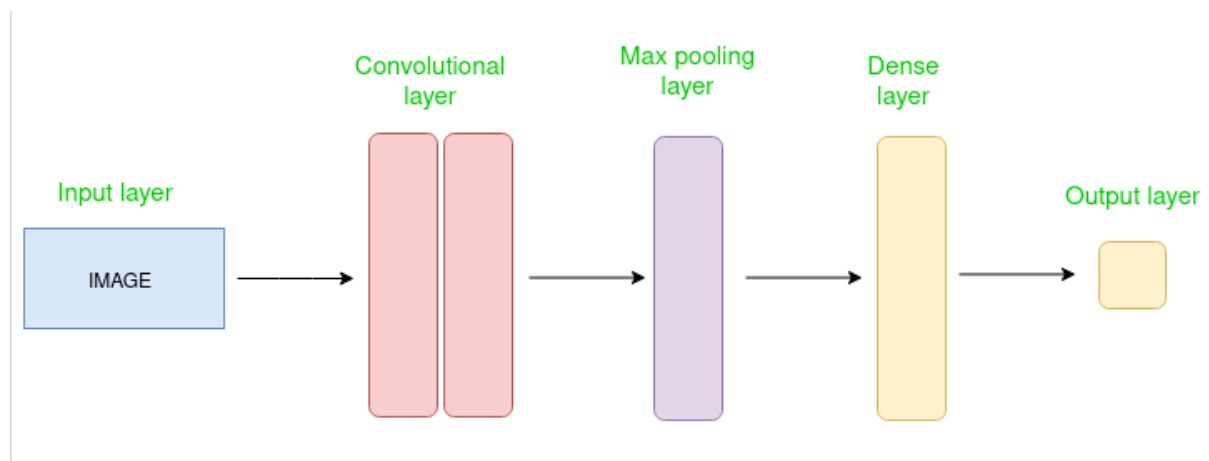 Input layer
IMAGE
Convolutional
layer
Max pooling
layer
Dense
layer
Output layer